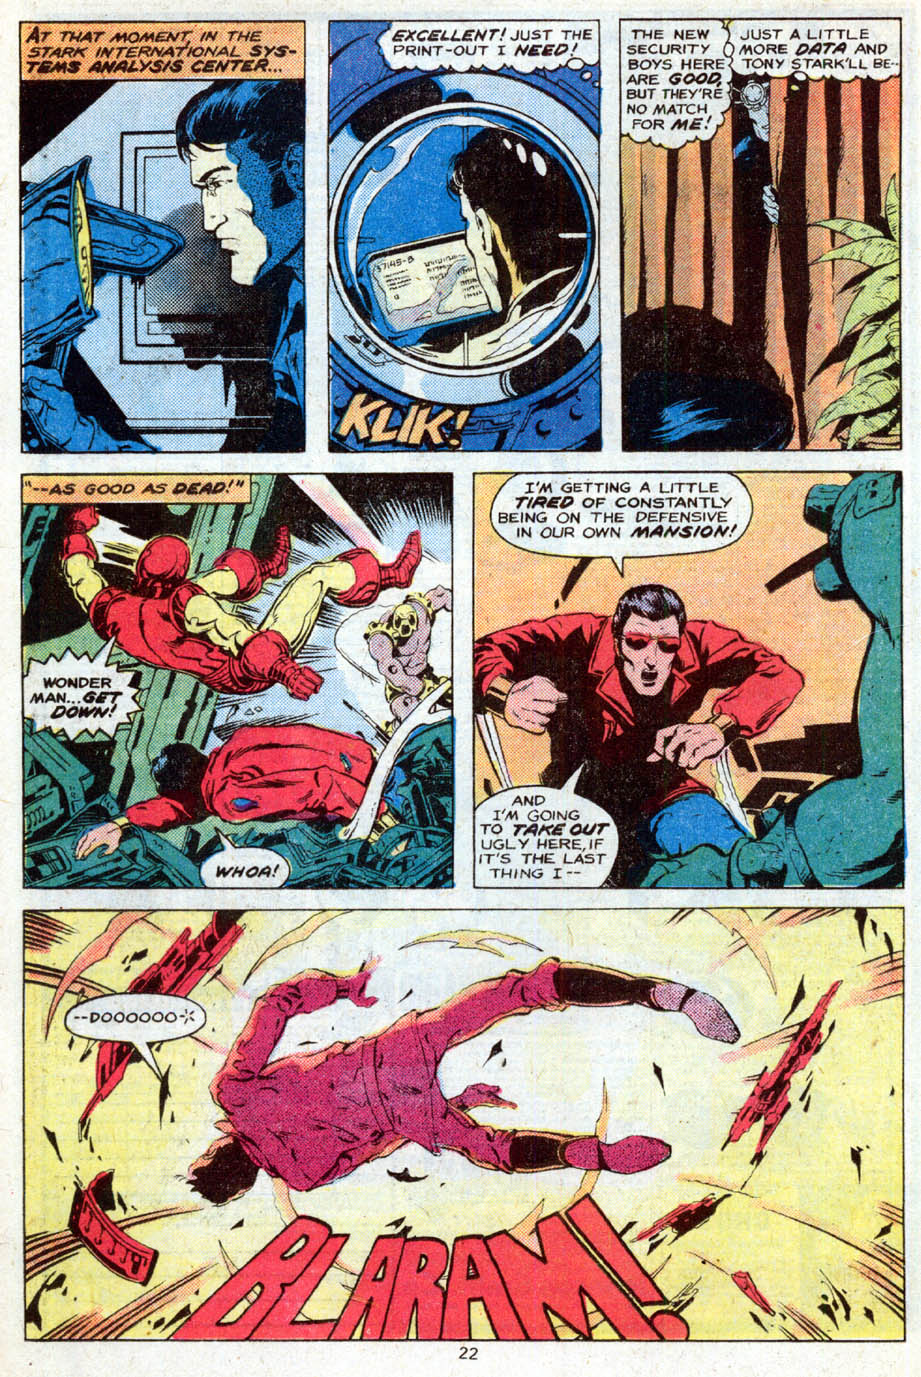 AT THAT MOMENT, IN THE
STARK INTERNATIONAL SYS-
TEMS ANALYSIS CENTER...
EXCELLENT! JUST THE
PRINT-OUT I NEED!
37145-B
KLIK!
THE NEW
SECURITY
BOYS HERE
ARE GOOD,
BUT THEY'RE
NO MATCH
FOR ME!
JUST A LITTLE
MORE DATA AND
TONY STARK'LL BE--
"--AS GOOD AS DEAD!"
WONDER
MAN...GET
DOWN!
WHOA!
I'M GETTING A LITTLE
TIRED OF CONSTANTLY
BEING ON THE DEFENSIVE
IN OUR OWN MANSION!
AND
I'M GOING
TO TAKE OUT
UGLY HERE, IF
IT'S THE LAST
THING I--
--DOOOOOO-
BLARAM!
22